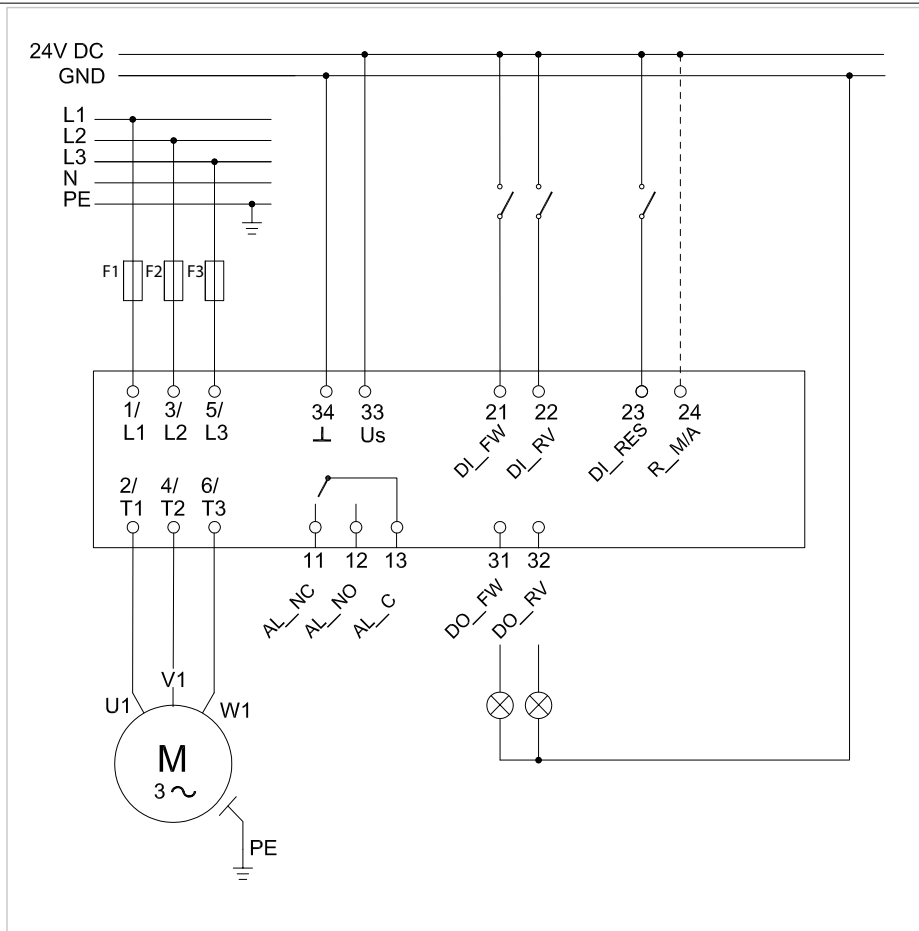 24V DC
GND
L1
L2
L3
N
PE
F1 F2 F3
1/ 3/ 5/ 34 33 21 22 23 24
L1 L2 L3 ⊥ Us
DI_FW DI_RV DI_RES R_M/A
2/ 4/ 6/
T1 T2 T3
11 12 13 31 32
AL_NC AL_NO AL_C DO_FW DO_RV
U1 V1 W1
M
3 ~
PE